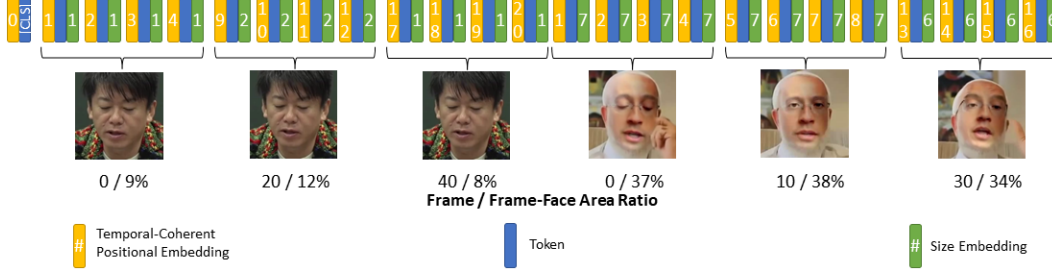 0 CLS 1 1 2 1 3 1 4 1 9 2 10 2 11 2 12 2 17 1 18 1 19 1 20 1 1 7 2 7 3 7 4 7 5 7 6 7 7 7 8 7 13 6 14 6 15 6 16 6
0 / 9% 20 / 12% 40 / 8% 0 / 37% 10 / 38% 30 / 34%
Frame / Frame-Face Area Ratio
# Temporal-Coherent
Positional Embedding
Token
# Size Embedding